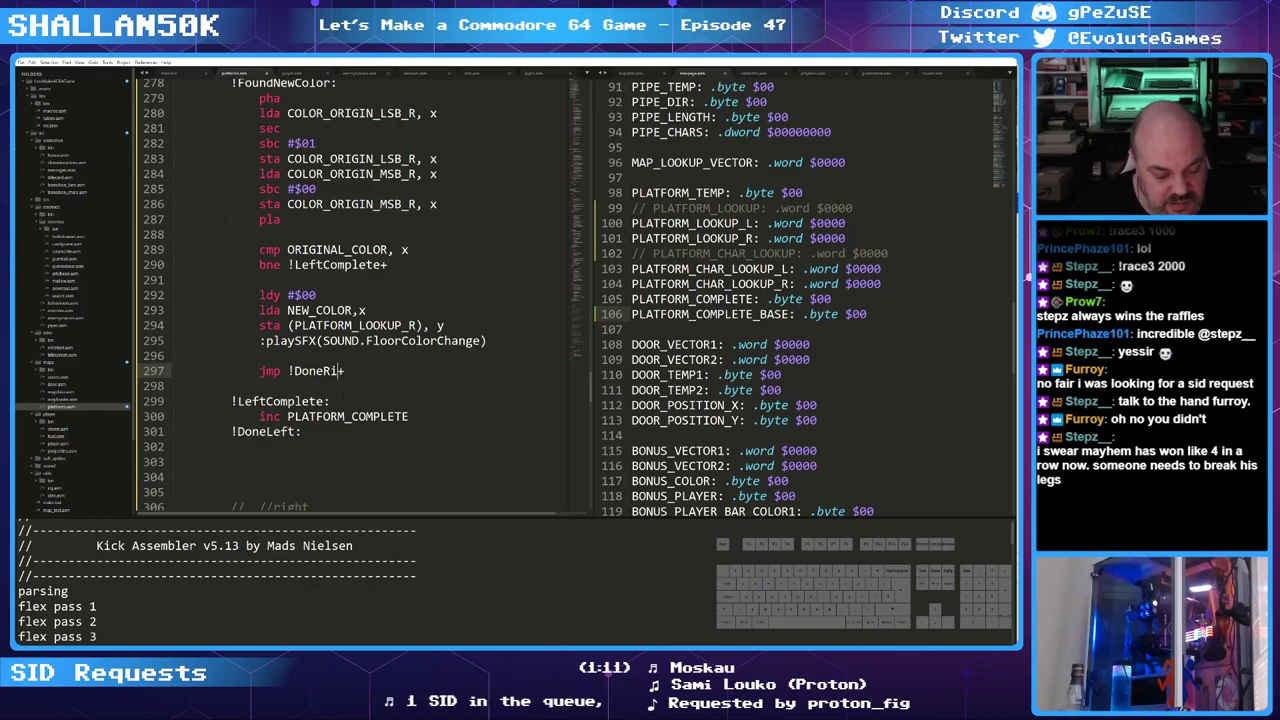 SHALLAN50K
Let's Make a Commodore 64 Game - Episode 47
Discord gPeZuSE
Twitter @EvoluteGames
278 !FoundNewColor:
279 pha
280 lda COLOR_ORIGIN_LSB_R, x
281 sec
282 sbc #$01
283 sta COLOR_ORIGIN_LSB_R, x
284 lda COLOR_ORIGIN_MSB_R, x
285 sbc #$00
286 sta COLOR_ORIGIN_MSB_R, x
287 pla
288
289 cmp ORIGINAL_COLOR, x
290 bne !LeftComplete+
291
292 ldy #$00
293 lda NEW_COLOR,x
294 sta (PLATFORM_LOOKUP_R), y
295 :playSFX(SOUND.FloorColorChange)
296
297 jmp !DoneRi+
298
299 !LeftComplete:
300 inc PLATFORM_COMPLETE
301 !DoneLeft:
302
303
304
305
306 // //right
91 PIPE_TEMP: .byte $00
92 PIPE_DIR: .byte $00
93 PIPE_LENGTH: .byte $00
94 PIPE_CHARS: .dword $00000000
95
96 MAP_LOOKUP_VECTOR: .word $0000
97
98 PLATFORM_TEMP: .byte $00
99 // PLATFORM_LOOKUP: .word $0000
100 PLATFORM_LOOKUP_L: .word $0000
101 PLATFORM_LOOKUP_R: .word $0000
102 // PLATFORM_CHAR_LOOKUP: .word $0000
103 PLATFORM_CHAR_LOOKUP_L: .word $0000
104 PLATFORM_CHAR_LOOKUP_R: .word $0000
105 PLATFORM_COMPLETE: .byte $00
106 PLATFORM_COMPLETE_BASE: .byte $00
107
108 DOOR_VECTOR1: .word $0000
109 DOOR_VECTOR2: .word $0000
110 DOOR_TEMP1: .byte $00
111 DOOR_TEMP2: .byte $00
112 DOOR_POSITION_X: .byte $00
113 DOOR_POSITION_Y: .byte $00
114
115 BONUS_VECTOR1: .word $0000
116 BONUS_VECTOR2: .word $0000
117 BONUS_COLOR: .byte $00
118 BONUS_PLAYER: .byte $00
119 BONUS_PLAYER_BAR_COLOR1: .byte $00
Prow7: !race3 1000
PrincePhaze101: lol
Stepz__: !race3 2000
Stepz__:
Prow7:
stepz always wins the raffles
PrincePhaze101: incredible @stepz__
Stepz__: yessir
Furroy:
no fair i was looking for a sir request
Stepz__: talk to the hand furroy.
Furroy: oh no you didn't
Stepz__:
i swear mayhem has won like 4 in a
row now. someone needs to break his
legs
//------------------------------------------------------
// Kick Assembler v5.13 by Mads Nielsen
//------------------------------------------------------
//------------------------------------------------------
parsing
flex pass 1
flex pass 2
flex pass 3
SID Requests
(1:11) ♫ Moskau
♫ Sami Louko (Proton)
♫ 1 SID in the queue,
♪ Requested by proton_fig